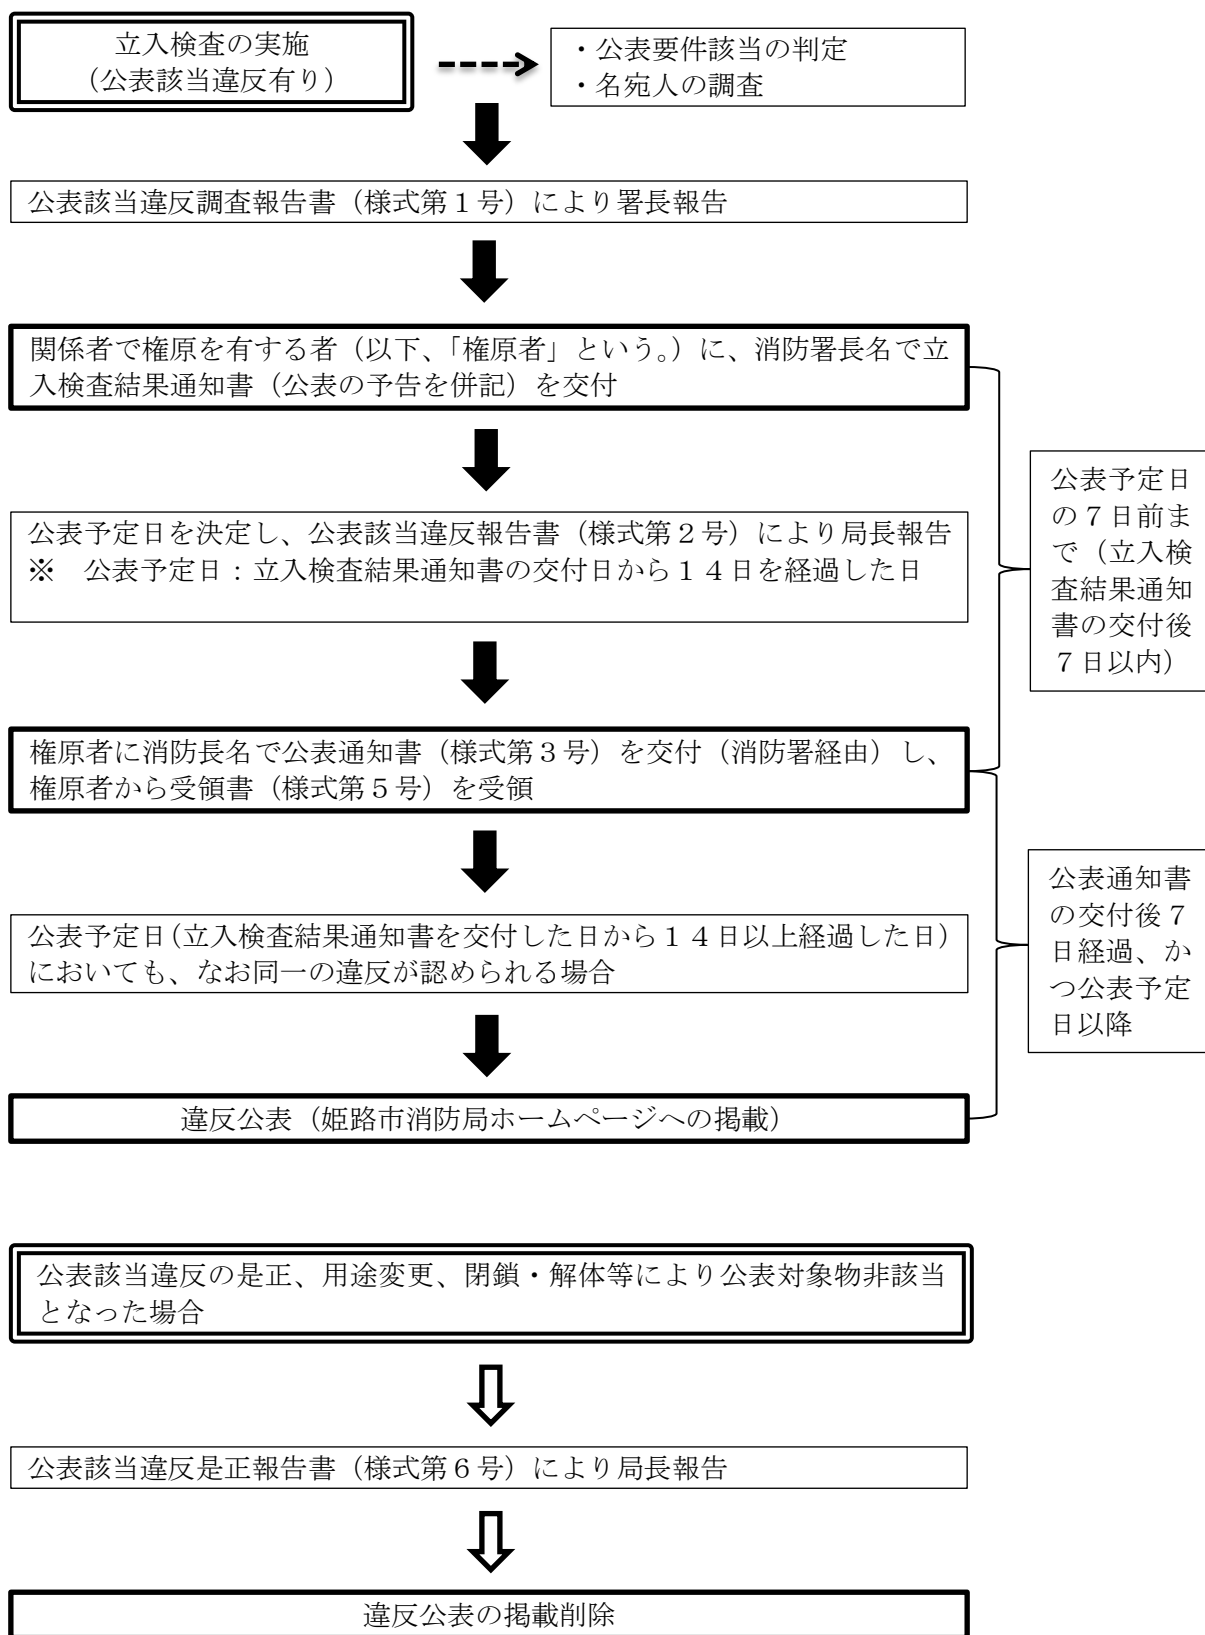 立入検査の実施
（公表該当違反有り）
・公表要件該当の判定
・名宛人の調査
公表該当違反調査報告書（様式第１号）により署長報告
関係者で権原を有する者（以下、「権原者」という。）に、消防署長名で立
入検査結果通知書（公表の予告を併記）を交付
公表予定日を決定し、公表該当違反報告書（様式第２号）により局長報告
※　公表予定日：立入検査結果通知書の交付日から１４日を経過した日
公表予定日
の７日前ま
で（立入検
査結果通知
書の交付後
７日以内）
権原者に消防長名で公表通知書（様式第３号）を交付（消防署経由）し、
権原者から受領書（様式第５号）を受領
公表予定日（立入検査結果通知書を交付した日から１４日以上経過した日）
においても、なお同一の違反が認められる場合
公表通知書
の交付後７
日経過、か
つ公表予定
日以降
違反公表（姫路市消防局ホームページへの掲載）
公表該当違反の是正、用途変更、閉鎖・解体等により公表対象物非該当
となった場合
公表該当違反是正報告書（様式第６号）により局長報告
違反公表の掲載削除